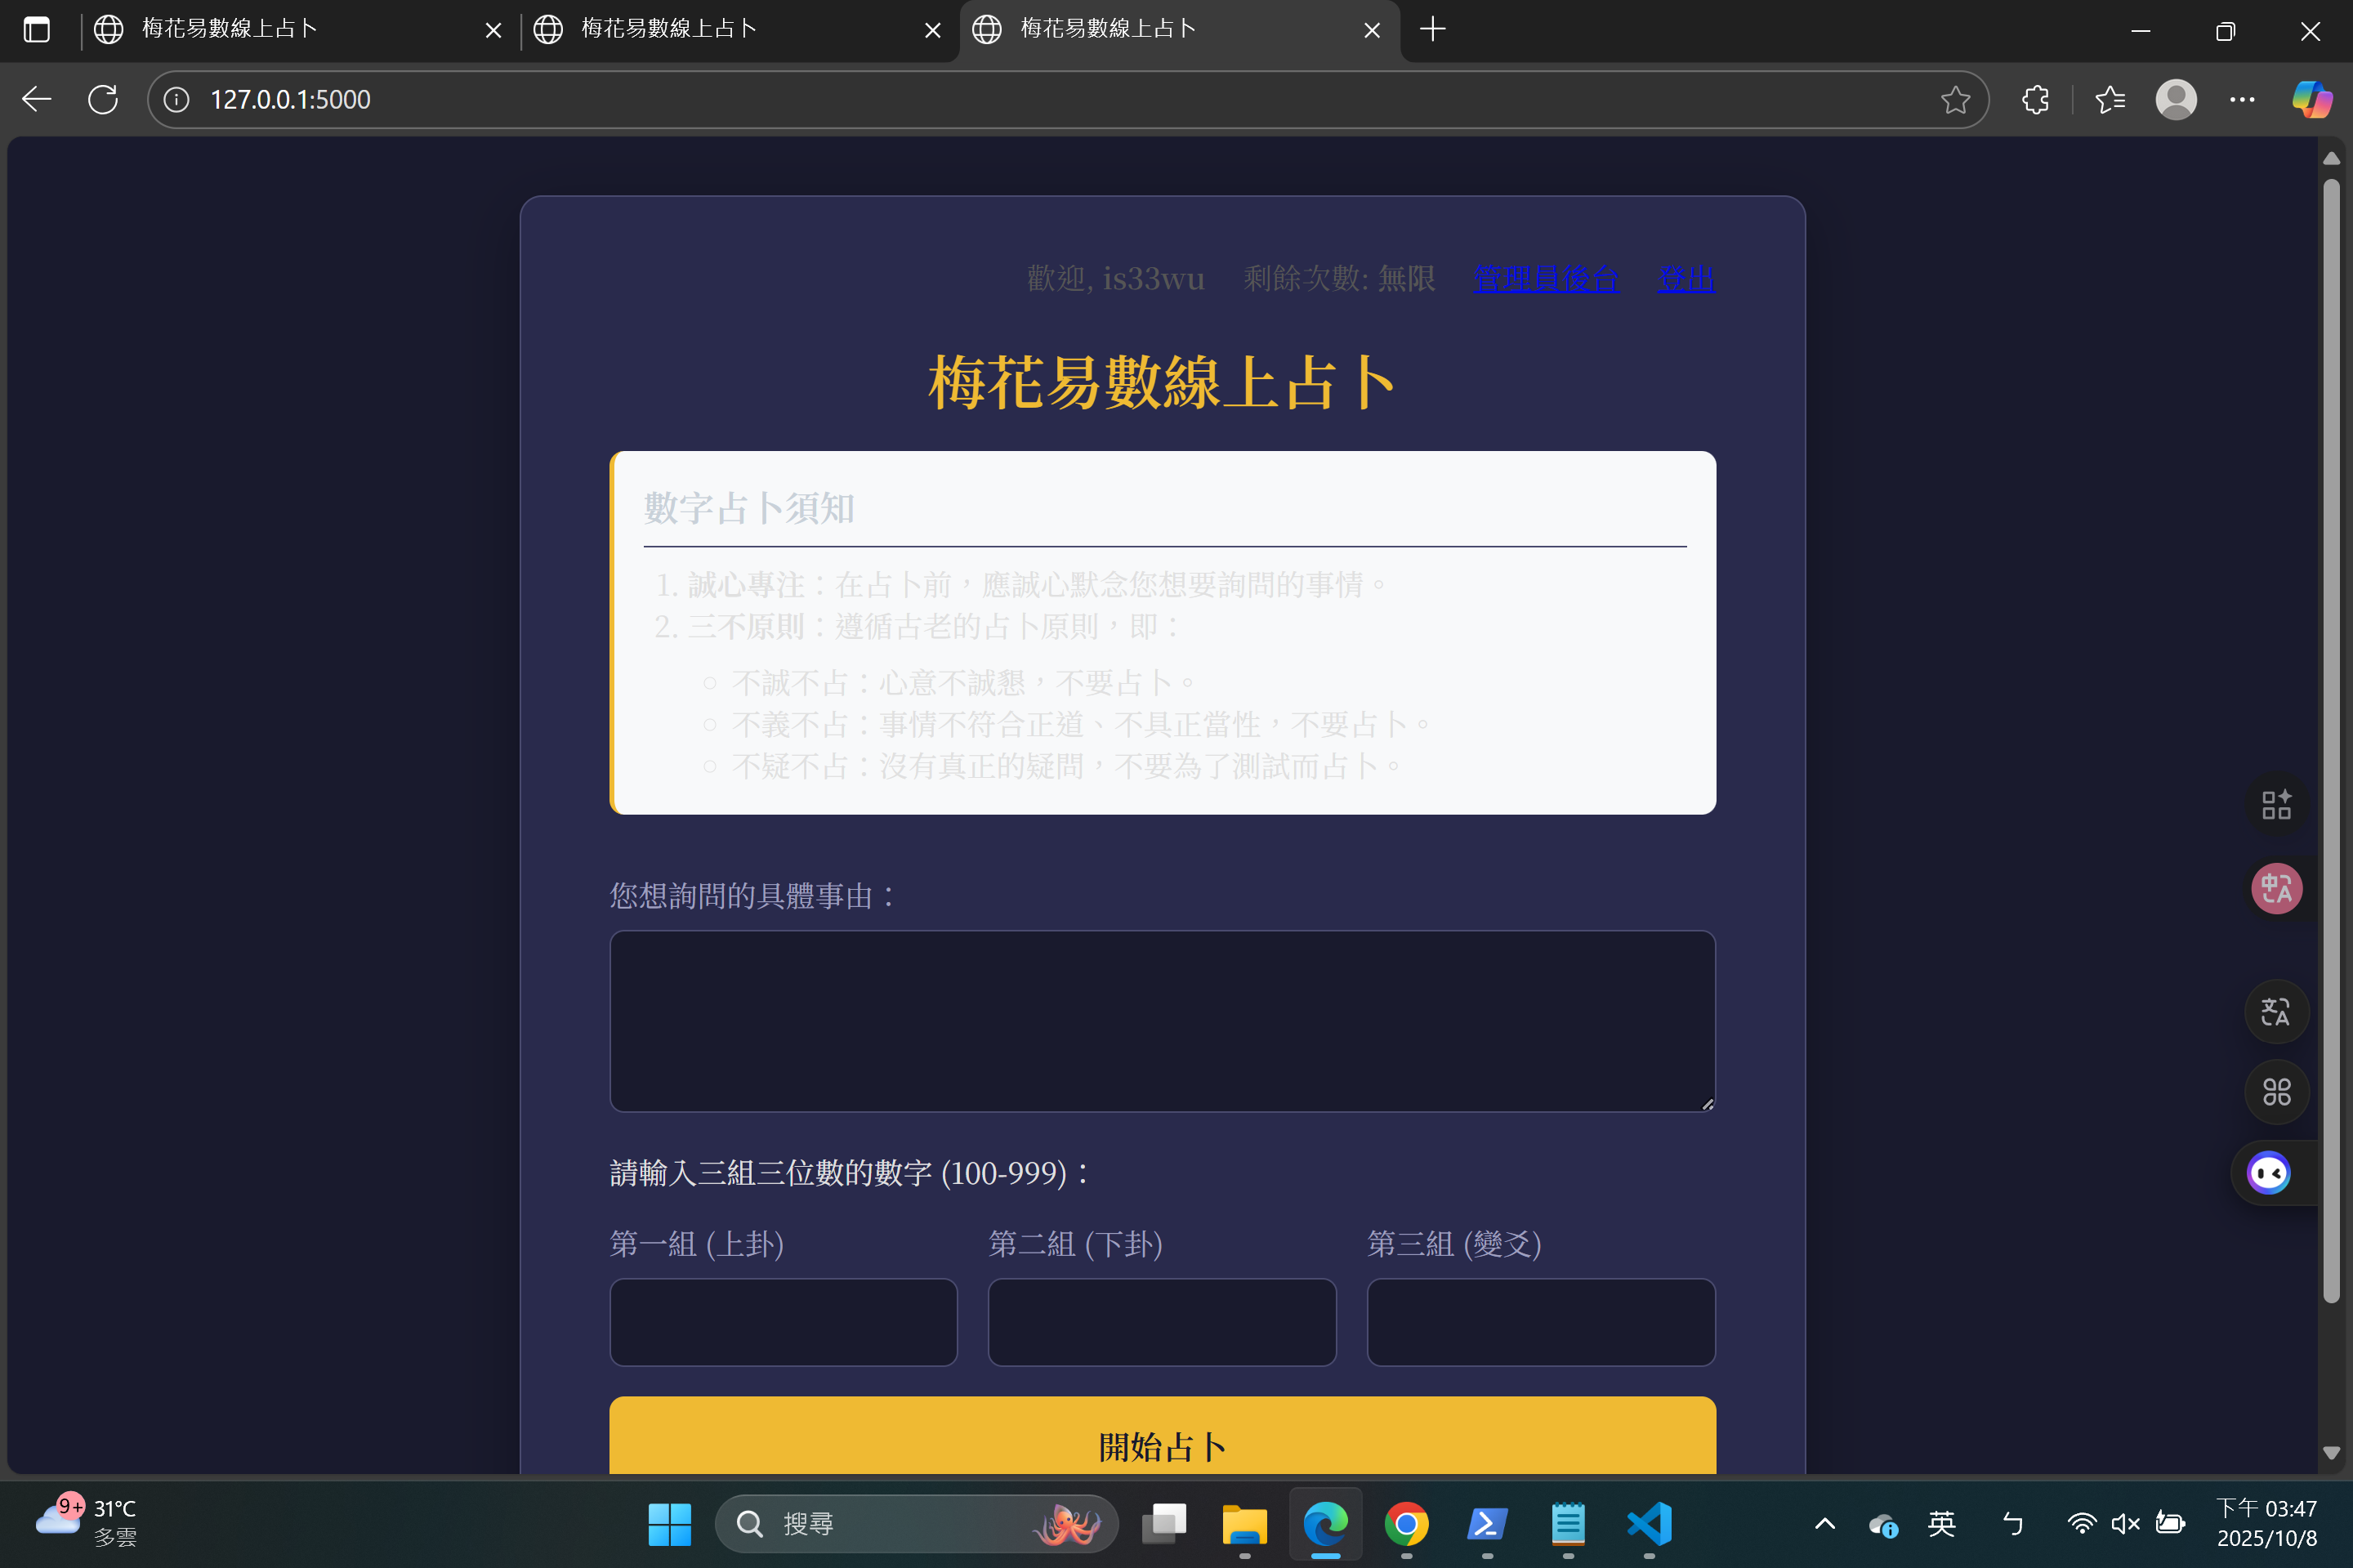 梅花易數線上占卜
梅花易數線上占卜
梅花易數線上占卜
127.0.0.1:5000
歡迎, is33wu 剩餘次數: 無限 管理員後台 登出
梅花易數線上占卜
數字占卜須知
1. 誠心專注：在占卜前，應誠心默念您想要詢問的事情。
2. 三不原則：遵循古老的占卜原則，即：
不誠不占：心意不誠懇，不要占卜。
不義不占：事情不符合正道、不具正當性，不要占卜。
不疑不占：沒有真正的疑問，不要為了測試而占卜。
您想詢問的具體事由：
請輸入三組三位數的數字 (100-999)：
第一組 (上卦) 第二組 (下卦) 第三組 (變爻)
開始占卜
中A
文A
9+
31°C
多雲
搜尋
英
ㄅ
下午 03:47
2025/10/8